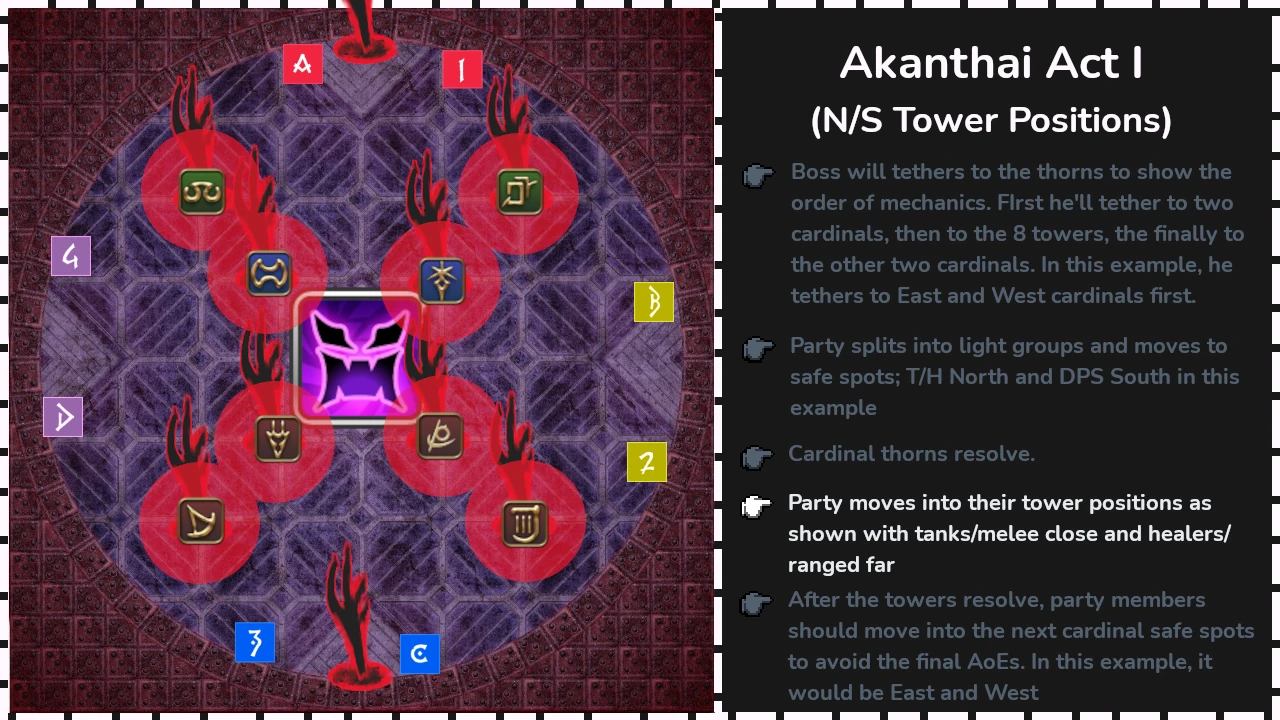 A
1
4
B
D
2
3
C
Akanthai Act I
(N/S Tower Positions)
Boss will tethers to the thorns to show the
order of mechanics. FIrst he'll tether to two
cardinals, then to the 8 towers, the finally to
the other two cardinals. In this example, he
tethers to East and West cardinals first.
Party splits into light groups and moves to
safe spots; T/H North and DPS South in this
example
Cardinal thorns resolve.
Party moves into their tower positions as
shown with tanks/melee close and healers/
ranged far
After the towers resolve, party members
should move into the next cardinal safe spots
to avoid the final AoEs. In this example, it
would be East and West